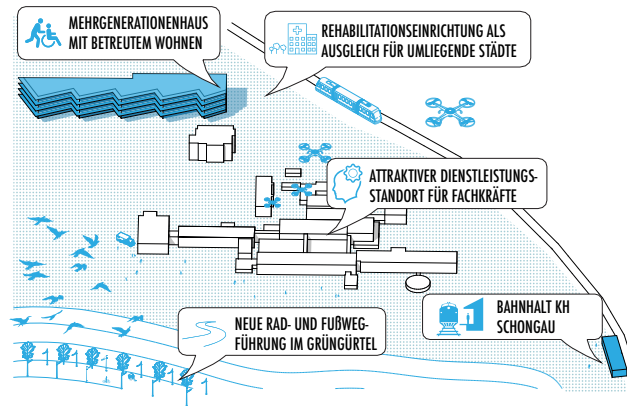 MEHRGENERATIONENHAUS
MIT BETREUTEM WOHNEN
REHABILITATIONSEINRICHTUNG ALS
AUSGLEICH FÜR UMLIEGENDE STÄDTE
ATTRAKTIVER DIENSTLEISTUNGS-
STANDORT FÜR FACHKRÄFTE
NEUE RAD- UND FUßWEG-
FÜHRUNG IM GRÜNGÜRTEL
BAHNHALT KH
SCHONGAU